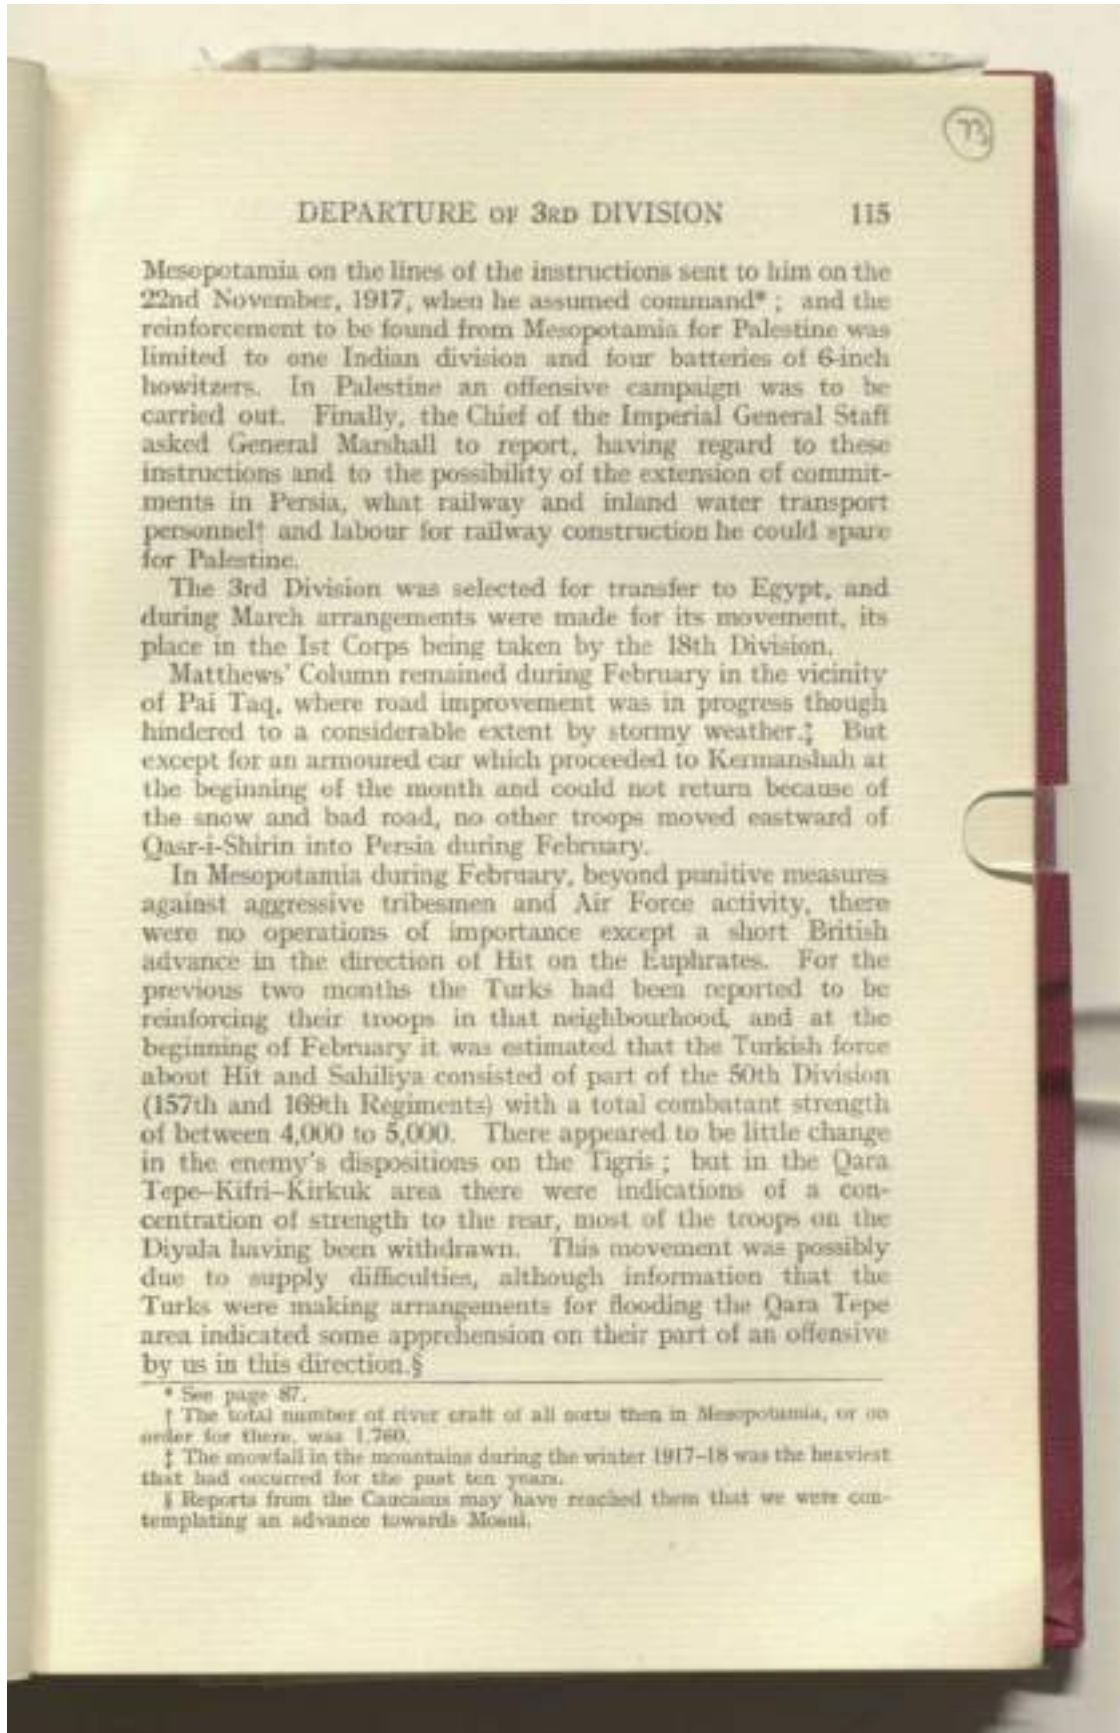 73
DEPARTURE OF 3RD DIVISION 115
Mesopotamia on the lines of the instructions sent to him on the
22nd November, 1917, when he assumed command* ; and the
reinforcement to be found from Mesopotamia for Palestine was
limited to one Indian division and four batteries of 6-inch
howitzers. In Palestine an offensive campaign was to be
carried out. Finally, the Chief of the Imperial General Staff
asked General Marshall to report, having regard to these
instructions and to the possibility of the extension of commit-
ments in Persia, what railway and inland water transport
personnel† and labour for railway construction he could spare
for Palestine.
The 3rd Division was selected for transfer to Egypt, and
during March arrangements were made for its movement, its
place in the Ist Corps being taken by the 18th Division.
Matthews' Column remained during February in the vicinity
of Pai Taq, where road improvement was in progress though
hindered to a considerable extent by stormy weather.‡ But
except for an armoured car which proceeded to Kermanshah at
the beginning of the month and could not return because of
the snow and bad road, no other troops moved eastward of
Qasr-i-Shirin into Persia during February.
In Mesopotamia during February, beyond punitive measures
against aggressive tribesmen and Air Force activity, there
were no operations of importance except a short British
advance in the direction of Hit on the Euphrates. For the
previous two months the Turks had been reported to be
reinforcing their troops in that neighbourhood, and at the
beginning of February it was estimated that the Turkish force
about Hit and Sahiliya consisted of part of the 50th Division
(157th and 169th Regiments) with a total combatant strength
of between 4,000 to 5,000. There appeared to be little change
in the enemy's dispositions on the Tigris ; but in the Qara
Tepe–Kifri–Kirkuk area there were indications of a con-
centration of strength to the rear, most of the troops on the
Diyala having been withdrawn. This movement was possibly
due to supply difficulties, although information that the
Turks were making arrangements for flooding the Qara Tepe
area indicated some apprehension on their part of an offensive
by us in this direction.§
* See page 87.
† The total number of river craft of all sorts then in Mesopotamia, or on
order for there, was 1,760.
‡ The snowfall in the mountains during the winter 1917–18 was the heaviest
that had occurred for the past ten years.
§ Reports from the Caucasus may have reached them that we were con-
templating an advance towards Mosul.